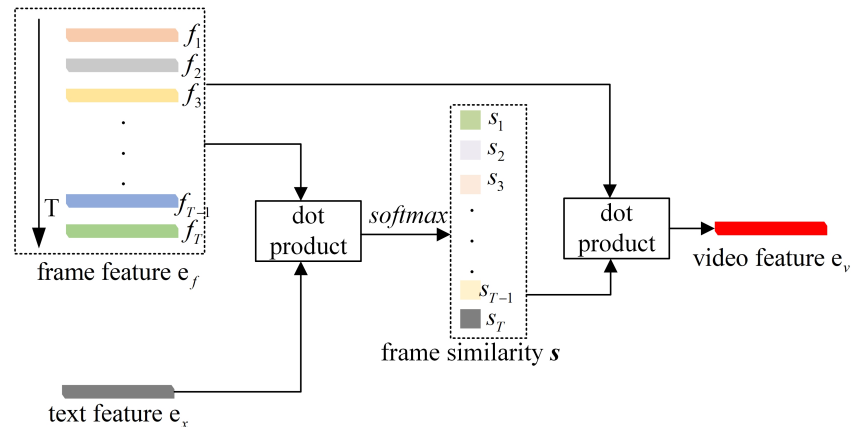 f1
f2
f3
T
fT−1
fT
frame feature ef
dot
product
softmax
s1
s2
s3
sT−1
sT
frame similarity s
dot
product
video feature ev
text feature ex